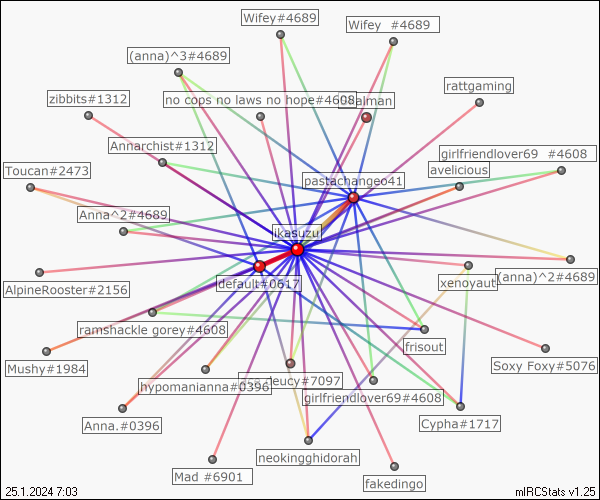 Wifey#4689
Wifey #4689
(anna)^3#4689
rattgaming
zibbits#1312
no cops no laws no hope#4608
alman
Annarchist#1312
girlfriendlover69 #4608
avelicious
Toucan#2473
pastachangeo41
Anna^2#4689
ikasuzu
(anna)^2#4689
xenoyaut
AlpineRooster#2156
default#0617
ramshackle gorey#4608
frisout
Mushy#1984
Soxy Foxy#5076
hypomanianna#0396
leucy#7097
girlfriendlover69#4608
Anna.#0396
Cypha#1717
neokingghidorah
Mad #6901
fakedingo
25.1.2024 7:03
mIRCStats v1.25